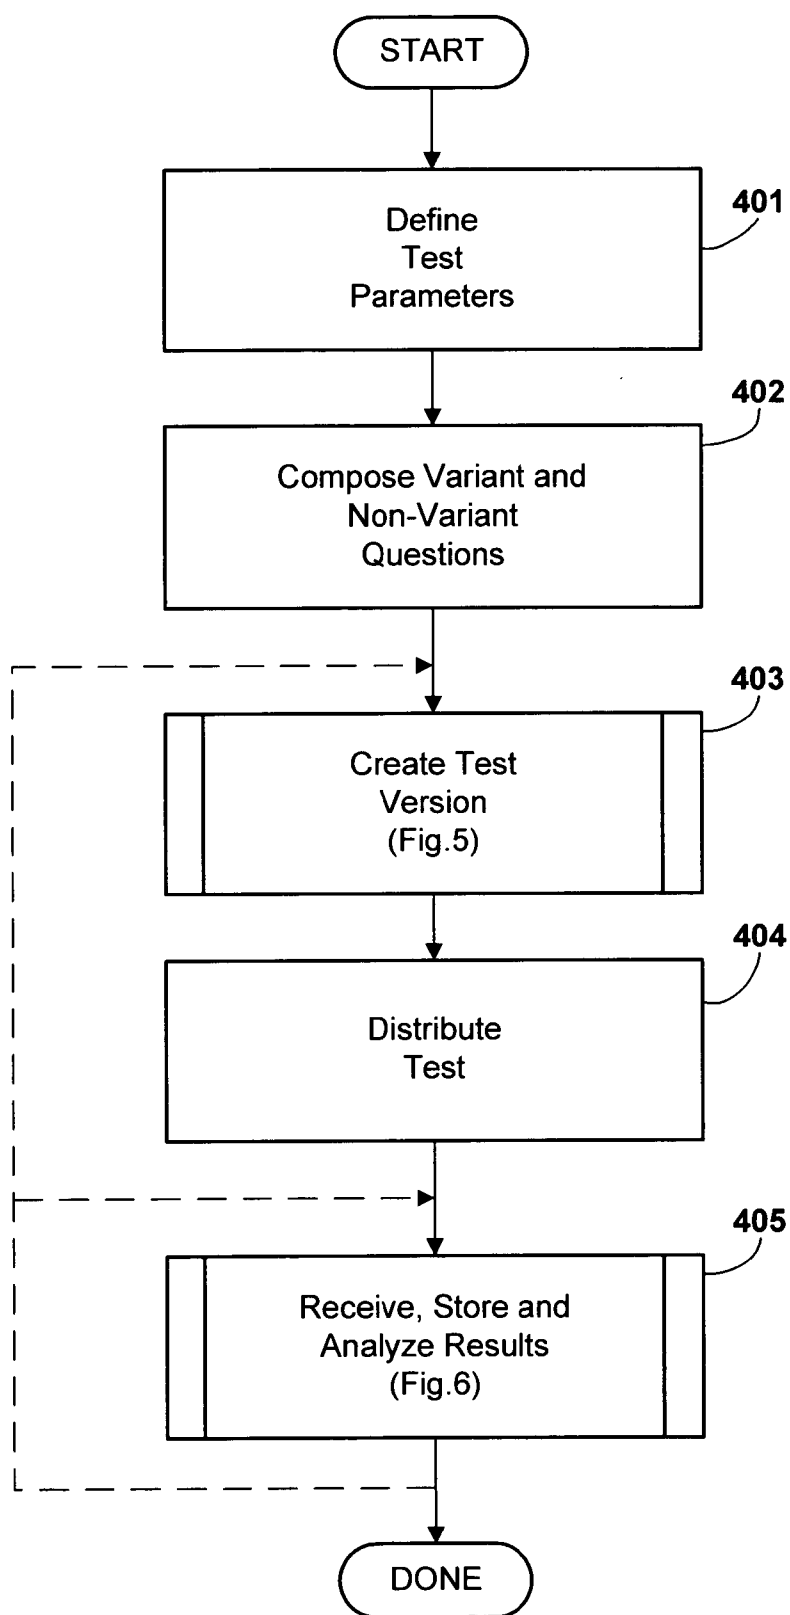 START
401
Define
Test
Parameters
402
Compose Variant and
Non-Variant
Questions
403
Create Test
Version
(Fig.5)
404
Distribute
Test
405
Receive, Store and
Analyze Results
(Fig.6)
DONE